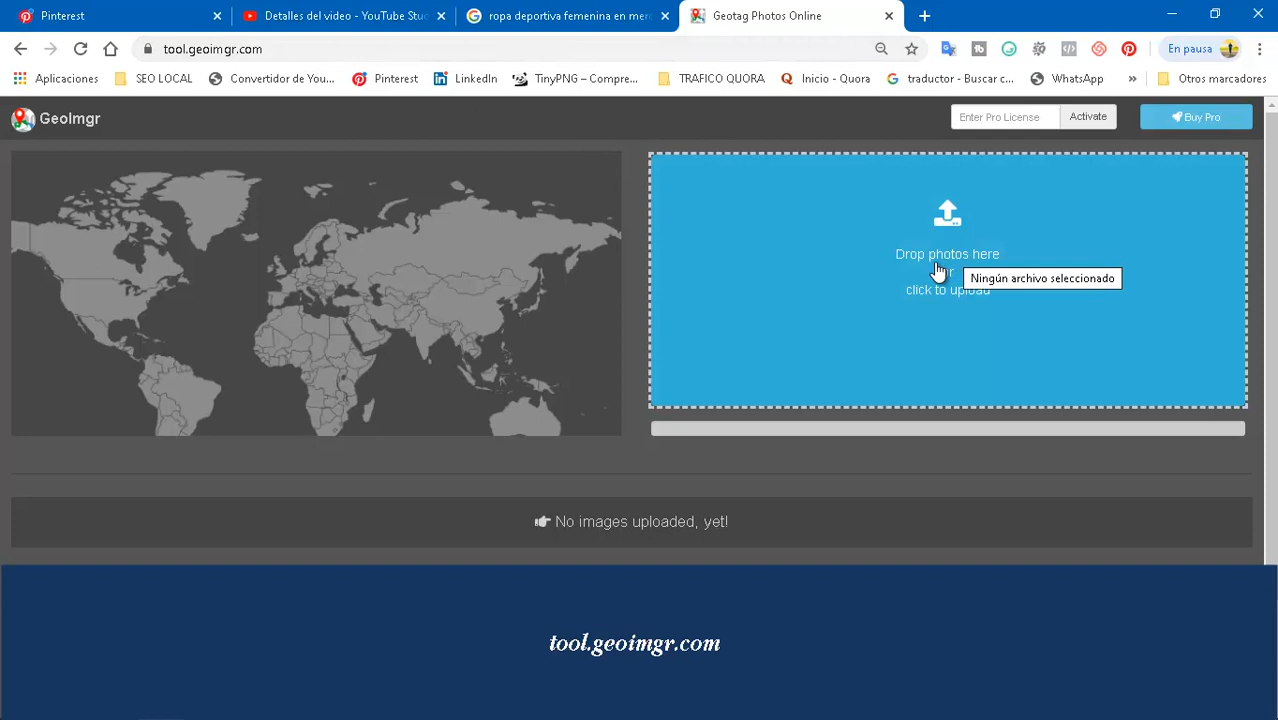 Pinterest
Detalles del video - YouTube Stu
ropa deportiva femenina en mer
Geotag Photos Online
tool.geoimgr.com
En pausa
Aplicaciones
SEO LOCAL
Convertidor de You...
Pinterest
LinkedIn
TinyPNG – Compre...
TRAFICO QUORA
Inicio - Quora
traductor - Buscar c...
WhatsApp
Otros marcadores
GeoImgr
Enter Pro License
Activate
Buy Pro
Drop photos here
Ningún archivo seleccionado
click to upload
No images uploaded, yet!
tool.geoimgr.com